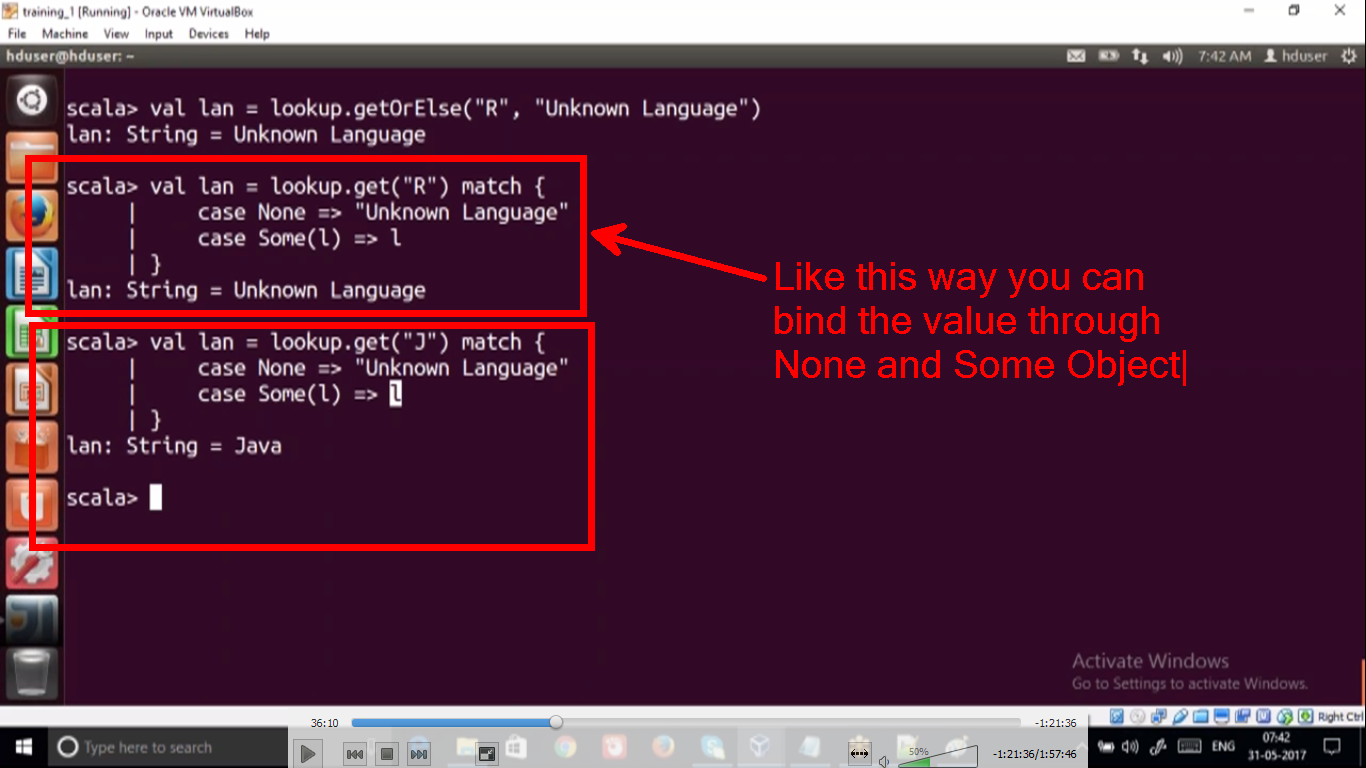 training_1 [Running] - Oracle VM VirtualBox
File Machine View Input Devices Help
hduser@hduser: ~
7:42 AM hduser
scala> val lan = lookup.getOrElse("R", "Unknown Language")
lan: String = Unknown Language
scala> val lan = lookup.get("R") match {
| case None => "Unknown Language"
| case Some(l) => l
| }
lan: String = Unknown Language
scala> val lan = lookup.get("J") match {
| case None => "Unknown Language"
| case Some(l) => l
| }
lan: String = Java
scala>
Like this way you can
bind the value through
None and Some Object
Activate Windows
Go to Settings to activate Windows.
Right Ctrl
36:10
-1:21:36
Type here to search
50%
-1:21:36/1:57:46
ENG
07:42
31-05-2017